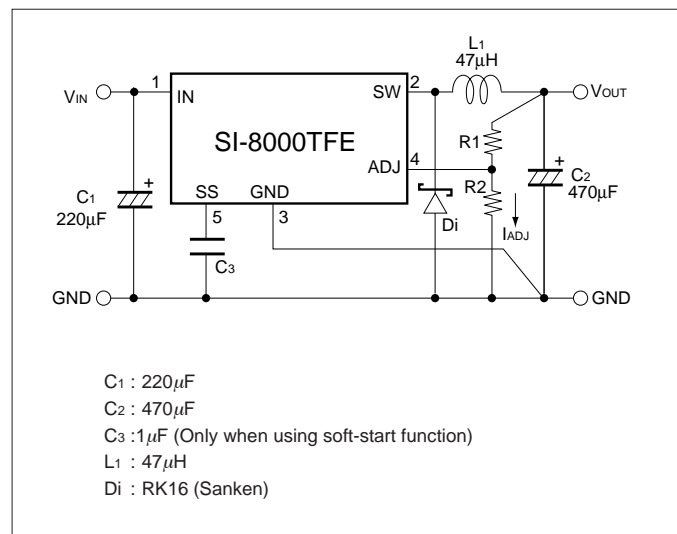 L1
47μH
VIN
1
IN
SW
2
VOUT
SI-8000TFE
R1
ADJ
4
C1
220μF
+
SS
5
GND
3
Di
R2
IADJ
+
C2
470μF
C3
GND
GND
C1 : 220μF
C2 : 470μF
C3 :1μF (Only when using soft-start function)
L1 : 47μH
Di : RK16 (Sanken)